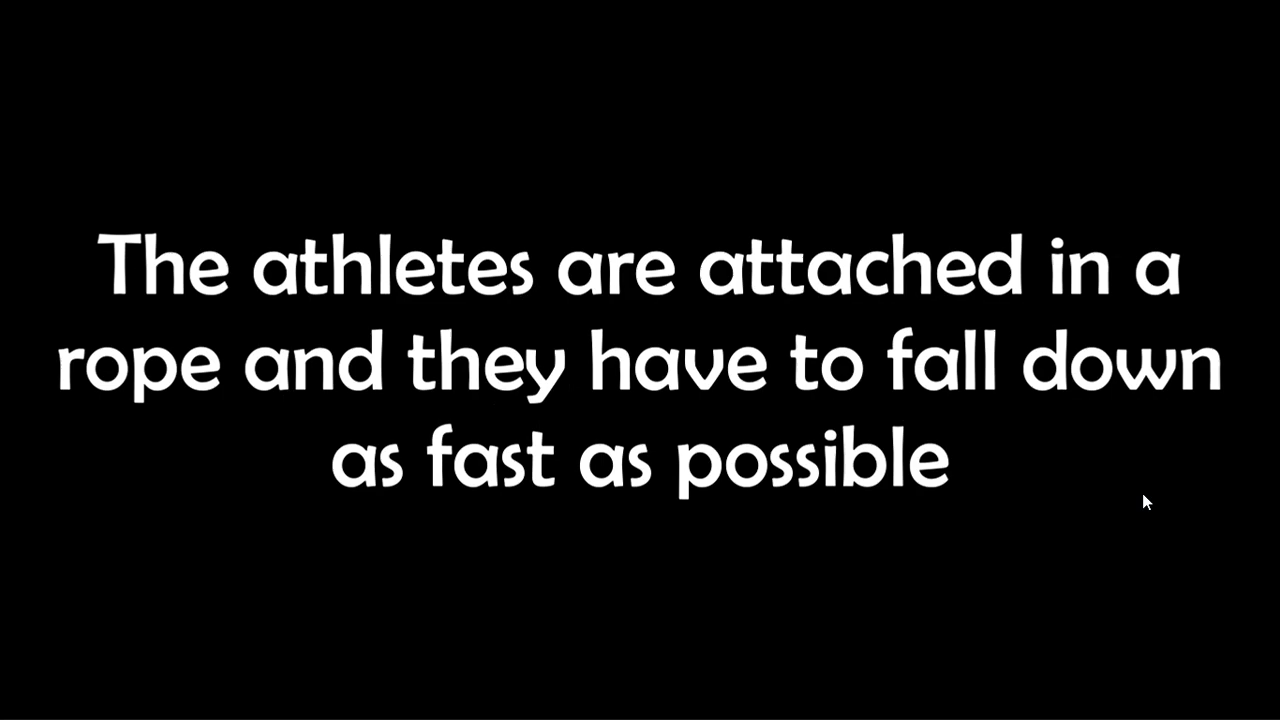 The athletes are attached in a
rope and they have to fall down
as fast as possible